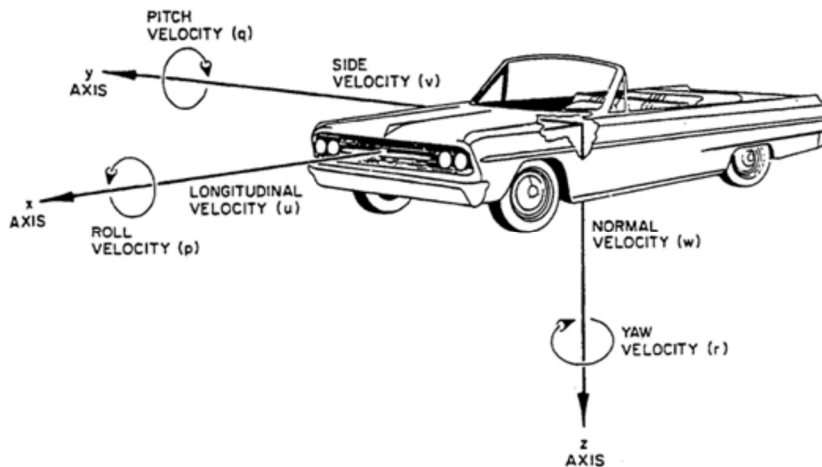 PITCH
VELOCITY (q)
y
AXIS
SIDE
VELOCITY (v)
x
AXIS
ROLL
VELOCITY (p)
LONGITUDINAL
VELOCITY (u)
NORMAL
VELOCITY (w)
YAW
VELOCITY (r)
z
AXIS